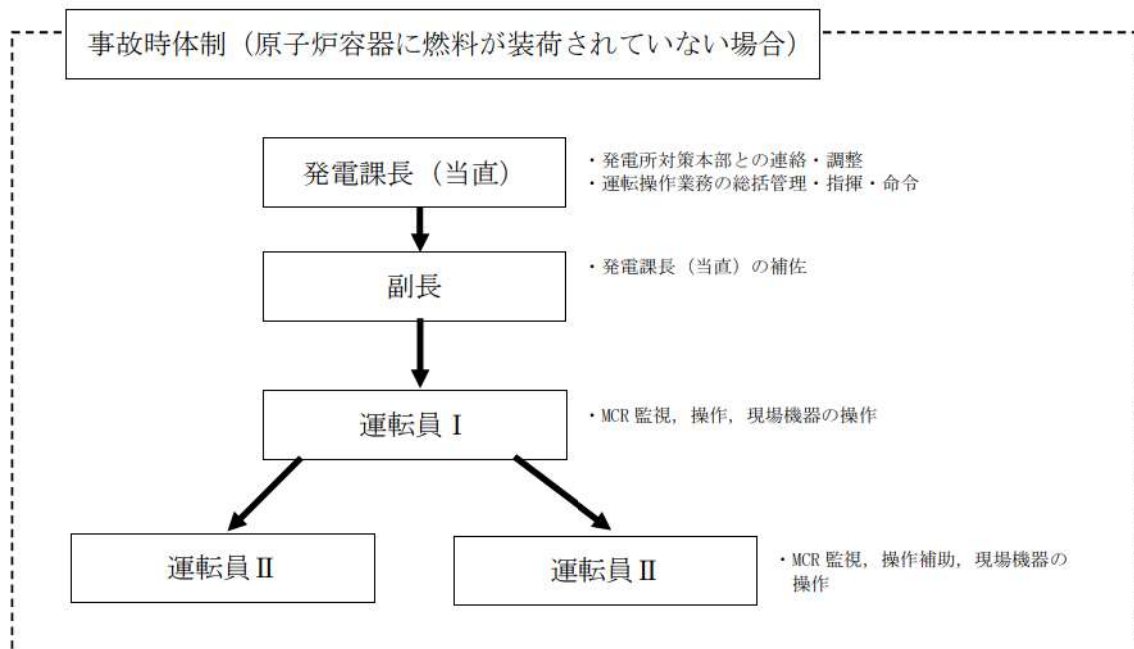 事故時体制（原子炉容器に燃料が装荷されていない場合）
発電課長（当直）
・発電所対策本部との連絡・調整
・運転操作業務の総括管理・指揮・命令
副長
・発電課長（当直）の補佐
運転員Ⅰ
・MCR 監視，操作，現場機器の操作
運転員Ⅱ
運転員Ⅱ
・MCR 監視，操作補助，現場機器の
操作